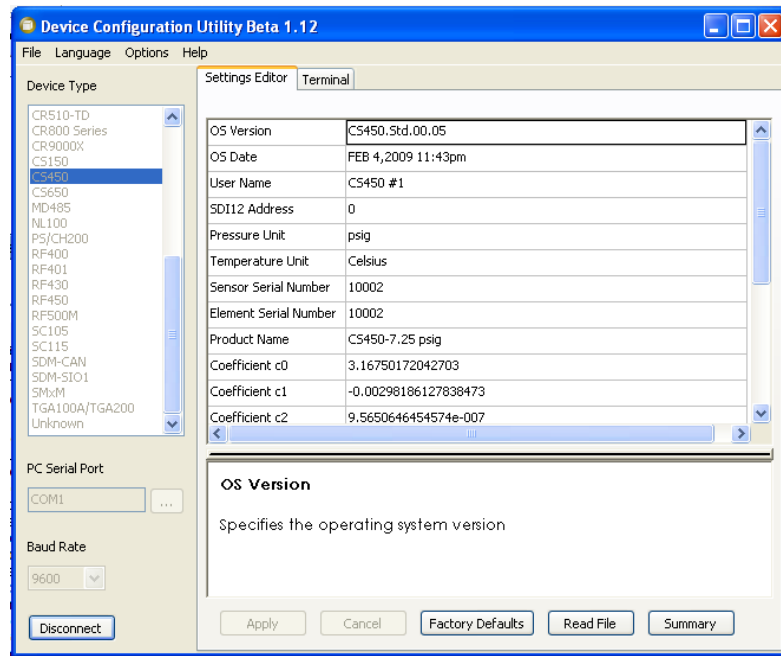 Device Configuration Utility Beta 1.12
File Language Options Help
Device Type
CR510-TD
CR800 Series
CR9000X
CS150
CS450
CS650
MD485
NL100
PS/CH200
RF400
RF401
RF430
RF450
RF500M
SC105
SC115
SDM-CAN
SDM-SIO1
SMxM
TGA100A/TGA200
Unknown
PC Serial Port
COM1 ...
Baud Rate
9600
Disconnect
Settings Editor Terminal
OS Version CS450.Std.00.05
OS Date FEB 4,2009 11:43pm
User Name CS450 #1
SDI12 Address 0
Pressure Unit psig
Temperature Unit Celsius
Sensor Serial Number 10002
Element Serial Number 10002
Product Name CS450-7.25 psig
Coefficient c0 3.16750172042703
Coefficient c1 -0.00298186127838473
Coefficient c2 9.5650646454574e-007
OS Version
Specifies the operating system version
Apply Cancel Factory Defaults Read File Summary